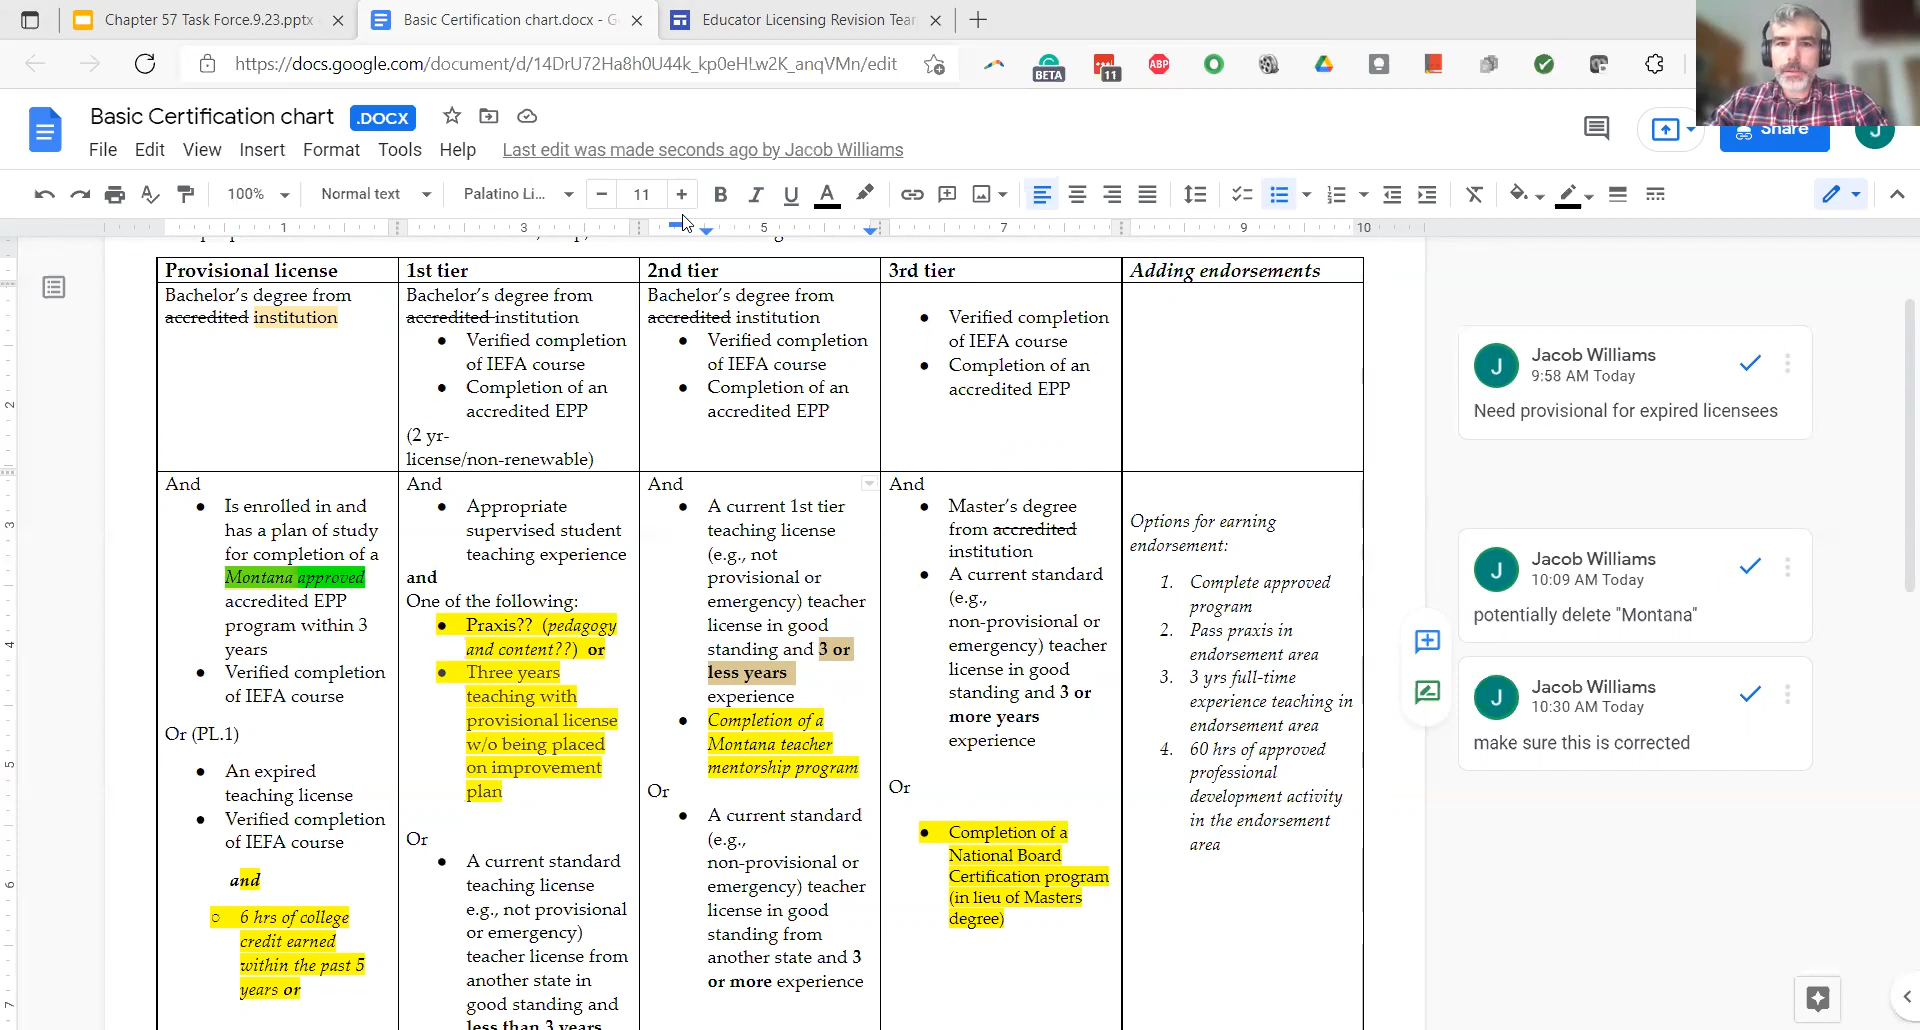 Chapter 57 Task Force.9.23.pptx
Basic Certification chart.docx - G
Educator Licensing Revision Tear
https://docs.google.com/document/d/14DrU72Ha8h0U44k_kp0eHLw2K_anqVMn/edit
BETA
11
ABP
Basic Certification chart
.DOCX
Share
J
File Edit View Insert Format Tools Help
Last edit was made seconds ago by Jacob Williams
100% Normal text Palatino Li... 11
1 3 5 7 9 10
Provisional license
Bachelor's degree from
accredited institution
1st tier
Bachelor's degree from
accredited institution
● Verified completion
of IEFA course
● Completion of an
accredited EPP
(2 yr-
license/non-renewable)
2nd tier
Bachelor's degree from
accredited institution
● Verified completion
of IEFA course
● Completion of an
accredited EPP
3rd tier
● Verified completion
of IEFA course
● Completion of an
accredited EPP
Adding endorsements
And
● Is enrolled in and
has a plan of study
for completion of a
Montana approved
accredited EPP
program within 3
years
● Verified completion
of IEFA course
Or (PL.1)
● An expired
teaching license
● Verified completion
of IEFA course
and
○ 6 hrs of college
credit earned
within the past 5
years or
And
● Appropriate
supervised student
teaching experience
and
One of the following:
● Praxis?? (pedagogy
and content??) or
● Three years
teaching with
provisional license
w/o being placed
on improvement
plan
Or
● A current standard
teaching license
e.g., not provisional
or emergency)
teacher license from
another state in
good standing and
less than 3 years
And
● A current 1st tier
teaching license
(e.g., not
provisional or
emergency) teacher
license in good
standing and 3 or
less years
experience
● Completion of a
Montana teacher
mentorship program
Or
● A current standard
(e.g.,
non-provisional or
emergency) teacher
license in good
standing from
another state and 3
or more experience
And
● Master's degree
from accredited
institution
● A current standard
(e.g.,
non-provisional or
emergency) teacher
license in good
standing and 3 or
more years
experience
Or
● Completion of a
National Board
Certification program
(in lieu of Masters
degree)
Options for earning
endorsement:
1. Complete approved
program
2. Pass praxis in
endorsement area
3. 3 yrs full-time
experience teaching in
endorsement area
4. 60 hrs of approved
professional
development activity
in the endorsement
area
J
Jacob Williams
9:58 AM Today
Need provisional for expired licensees
J
Jacob Williams
10:09 AM Today
potentially delete "Montana"
J
Jacob Williams
10:30 AM Today
make sure this is corrected
2
3
4
5
6
7